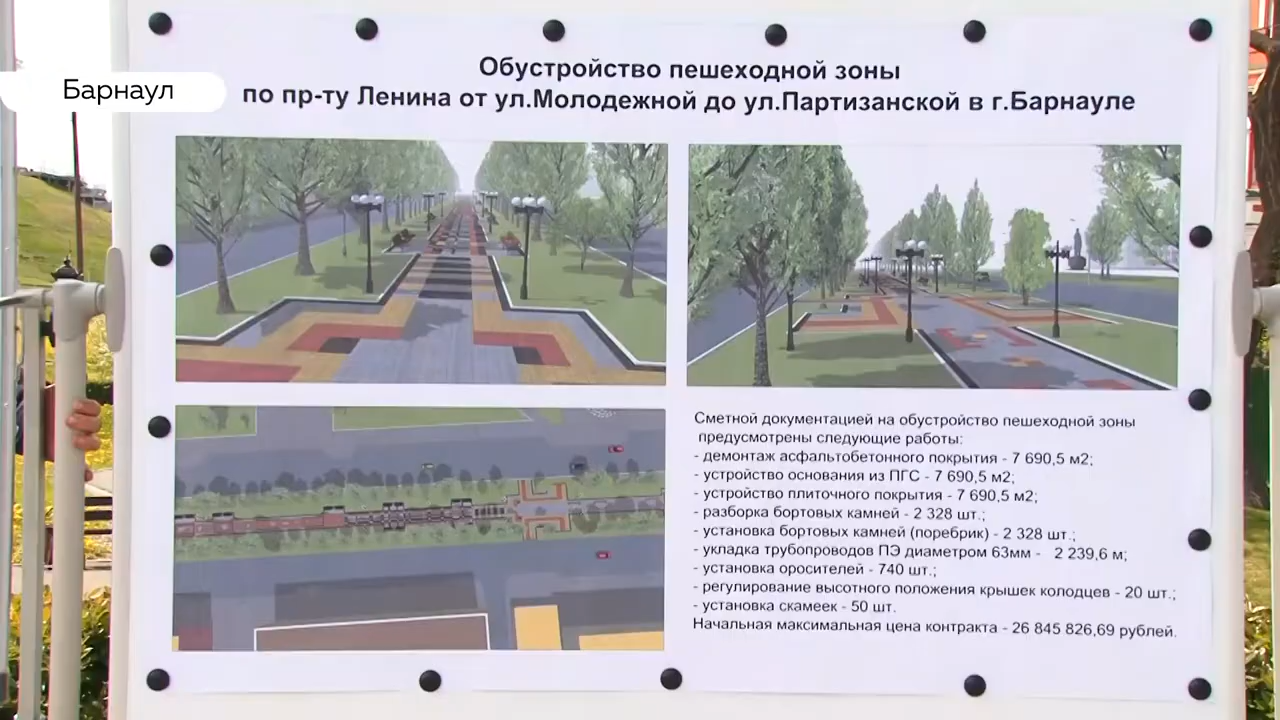 Барнаул
Обустройство пешеходной зоны
по пр-ту Ленина от ул.Молодежной до ул.Партизанской в г.Барнауле
Сметной документацией на обустройство пешеходной зоны
предусмотрены следующие работы:
- демонтаж асфальтобетонного покрытия - 7 690,5 м2;
- устройство основания из ПГС - 7 690,5 м2;
- устройство плиточного покрытия - 7 690,5 м2;
- разборка бортовых камней - 2 328 шт.;
- установка бортовых камней (поребрик) - 2 328 шт.;
- укладка трубопроводов ПЭ диаметром 63мм - 2 239,6 м;
- установка оросителей - 740 шт.;
- регулирование высотного положения крышек колодцев - 20 шт.;
- установка скамеек - 50 шт.
Начальная максимальная цена контракта - 26 845 826,69 рублей.